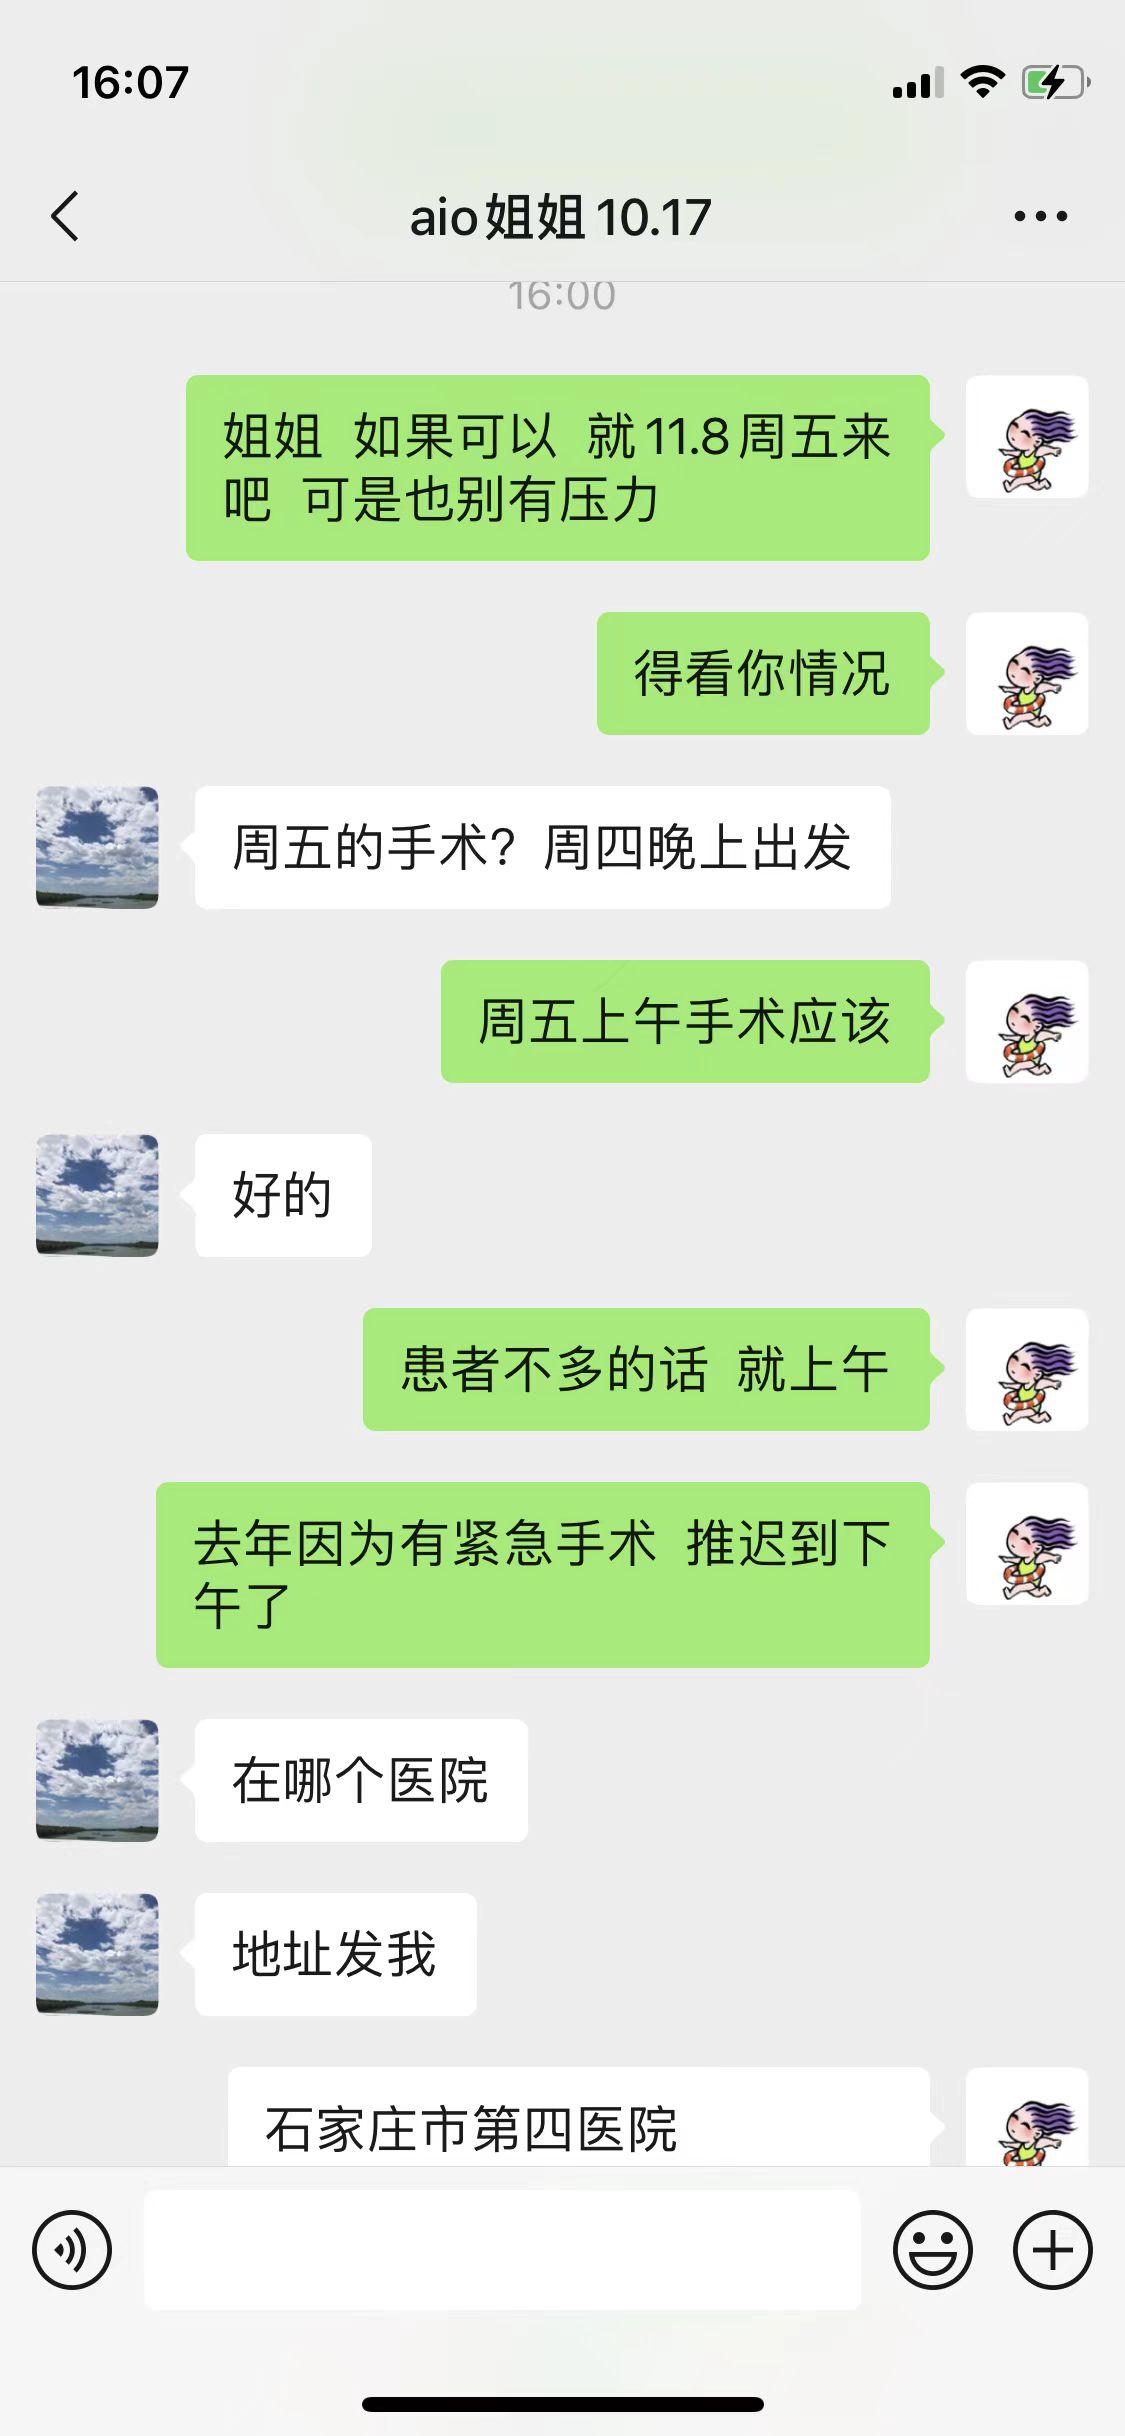 16:07
aio姐姐10.17
16:00
姐姐 如果可以 就11.8周五来
吧 可是也别有压力
得看你情况
周五的手术？周四晚上出发
周五上午手术应该
好的
患者不多的话 就上午
去年因为有紧急手术 推迟到下
午了
在哪个医院
地址发我
石家庄市第四医院